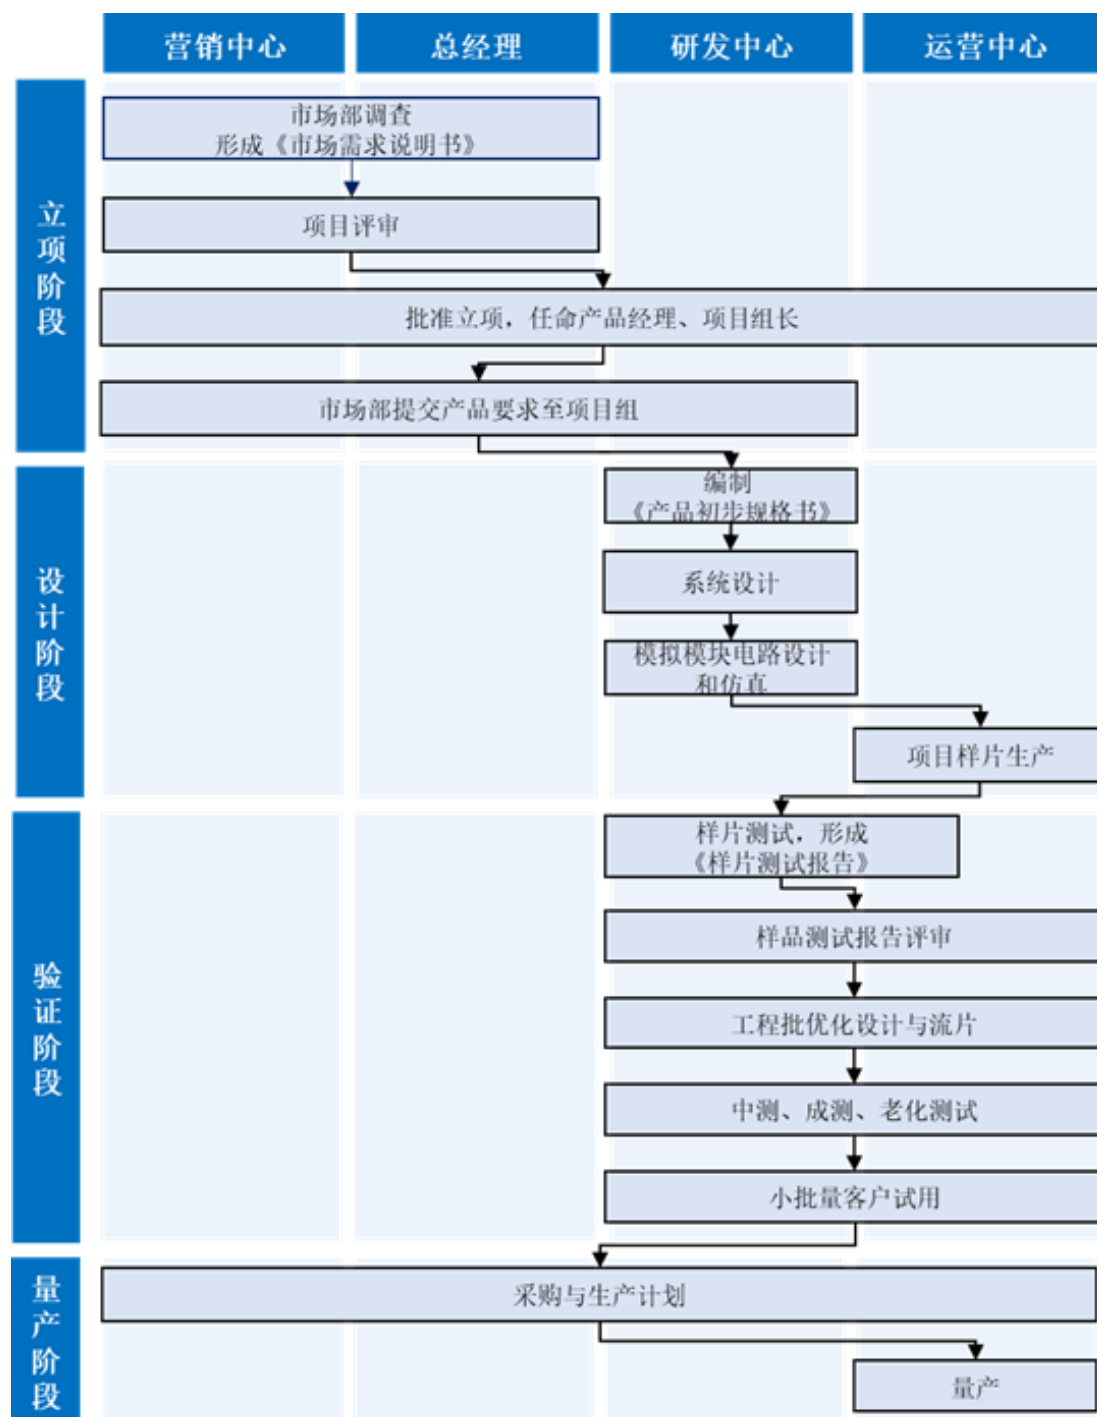 营销中心
总经理
研发中心
运营中心
立项阶段
市场部调查
形成《市场需求说明书》
项目评审
批准立项，任命产品经理、项目组长
市场部提交产品要求至项目组
设计阶段
编制
《产品初步规格书》
系统设计
模拟模块电路设计
和仿真
项目样片生产
验证阶段
样片测试，形成
《样片测试报告》
样品测试报告评审
工程批优化设计与流片
中测、成测、老化测试
小批量客户试用
量产阶段
采购与生产计划
量产